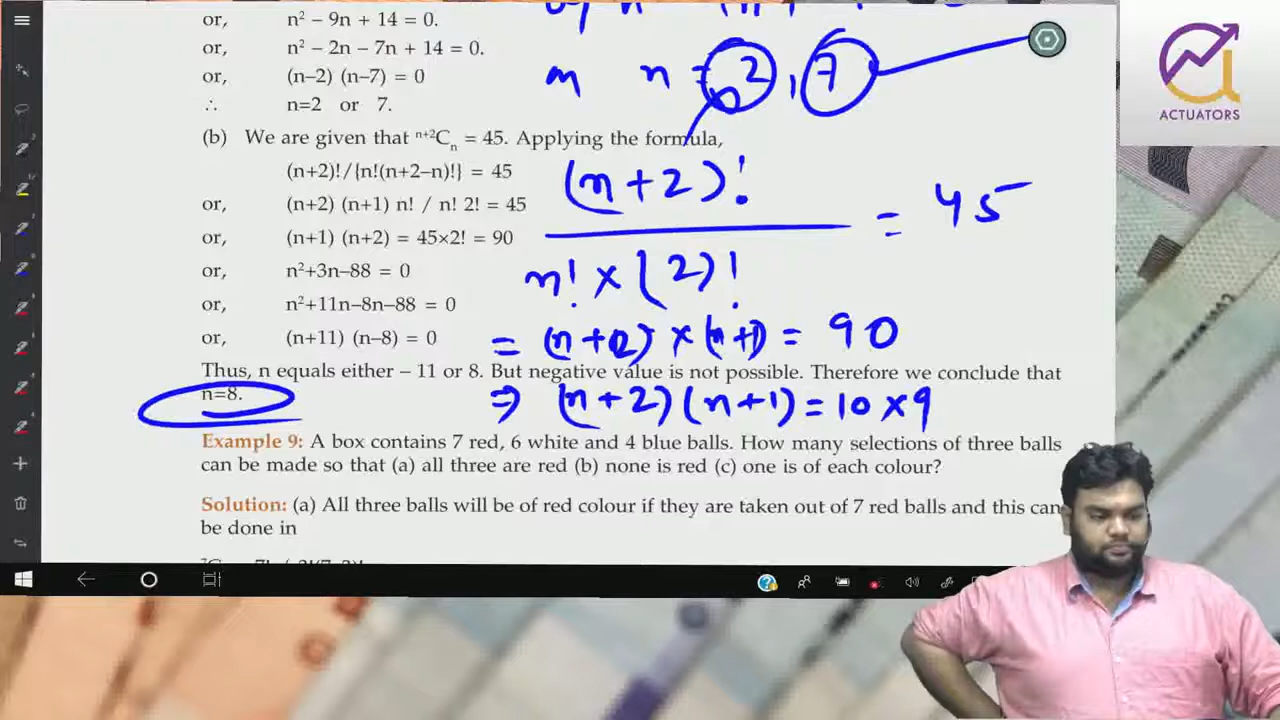 or, n² – 9n + 14 = 0.
or, n² – 2n – 7n + 14 = 0.
or, (n–2) (n–7) = 0
n = 2, 7
∴ n=2 or 7.
ACTUATORS
(b) We are given that ⁿ⁺²Cₙ = 45. Applying the formula,
(n+2)!/{n!(n+2–n)!} = 45
(n+2)! / n! × (2)! = 45
or, (n+2) (n+1) n! / n! 2! = 45
or, (n+1) (n+2) = 45×2! = 90
or, n²+3n–88 = 0
or, n²+11n–8n–88 = 0
or, (n+11) (n–8) = 0
= (n+2) × (n+1) = 90
Thus, n equals either – 11 or 8. But negative value is not possible. Therefore we conclude that
n=8.
⇒ (n+2)(n+1) = 10 × 9
Example 9: A box contains 7 red, 6 white and 4 blue balls. How many selections of three balls
can be made so that (a) all three are red (b) none is red (c) one is of each colour?
Solution: (a) All three balls will be of red colour if they are taken out of 7 red balls and this can
be done in